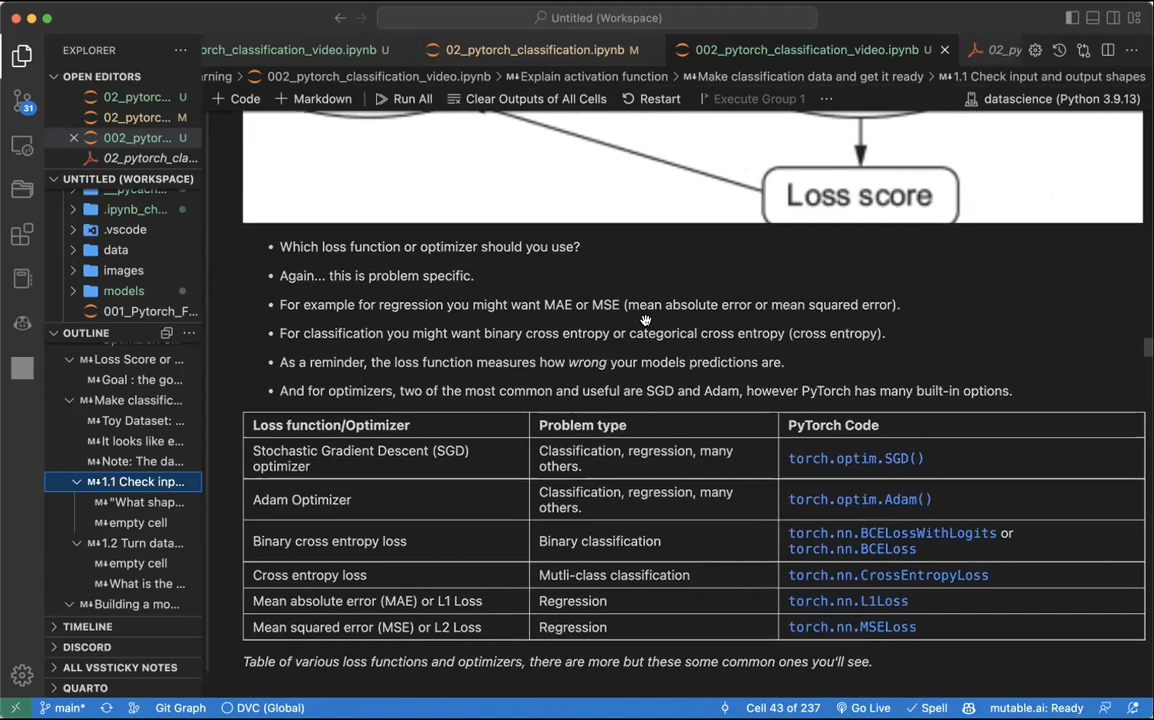 Untitled (Workspace)
EXPLORER
OPEN EDITORS
02_pytorc... U
02_pytorc... M
002_pytor... U
02_pytorch_cla...
UNTITLED (WORKSPACE)
__pycach...
.ipynb_ch...
.vscode
data
images
models
001_Pytorch_F...
OUTLINE
Optimizer...
M↓Loss Score or ...
M↓Goal : the go...
M↓Make classific...
M↓Toy Dataset: ...
M↓It looks like e...
M↓Note: The da...
M↓1.1 Check inp...
M↓"What shap...
M↓empty cell
M↓1.2 Turn data...
M↓empty cell
M↓What is the ...
M↓Building a mo...
TIMELINE
DISCORD
ALL VSSTICKY NOTES
QUARTO
31
torch_classification_video.ipynb U
02_pytorch_classification.ipynb M
002_pytorch_classification_video.ipynb U
02_py
rning > 002_pytorch_classification_video.ipynb > M↓Explain activation function > M↓Make classification data and get it ready > M↓1.1 Check input and output shapes
+ Code + Markdown Run All Clear Outputs of All Cells Restart Execute Group 1 ... datascience (Python 3.9.13)
Loss score
• Which loss function or optimizer should you use?
• Again... this is problem specific.
• For example for regression you might want MAE or MSE (mean absolute error or mean squared error).
• For classification you might want binary cross entropy or categorical cross entropy (cross entropy).
• As a reminder, the loss function measures how wrong your models predictions are.
• And for optimizers, two of the most common and useful are SGD and Adam, however PyTorch has many built-in options.
Loss function/Optimizer Problem type PyTorch Code
Stochastic Gradient Descent (SGD) optimizer Classification, regression, many others. torch.optim.SGD()
Adam Optimizer Classification, regression, many others. torch.optim.Adam()
Binary cross entropy loss Binary classification torch.nn.BCELossWithLogits or torch.nn.BCELoss
Cross entropy loss Mutli-class classification torch.nn.CrossEntropyLoss
Mean absolute error (MAE) or L1 Loss Regression torch.nn.L1Loss
Mean squared error (MSE) or L2 Loss Regression torch.nn.MSELoss
Table of various loss functions and optimizers, there are more but these some common ones you'll see.
main* Git Graph DVC (Global) Cell 43 of 237 Go Live Spell mutable.ai: Ready